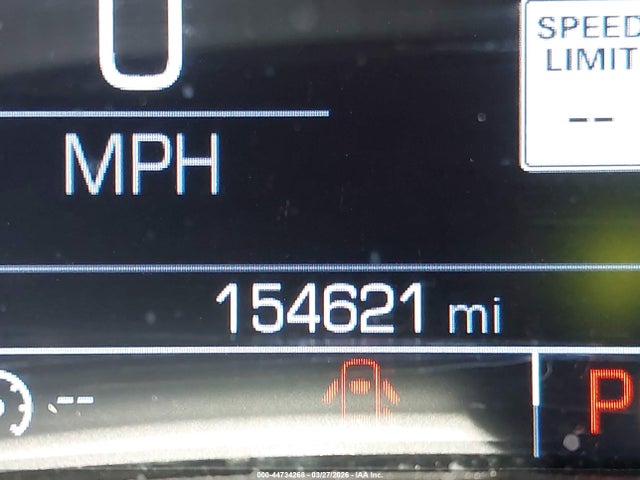 0
SPEED
LIMIT
--
MPH
154621 mi
--
P
000-44734268 - 03/27/2026 - IAA Inc.